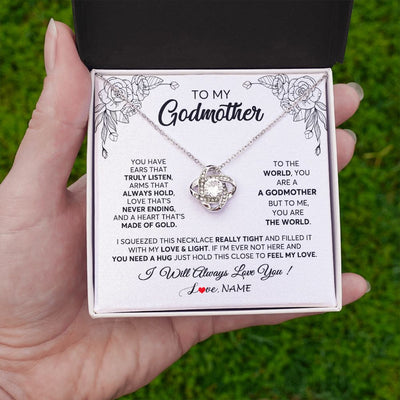 TO MY
Godmother
YOU HAVE
EARS THAT
TRULY LISTEN,
ARMS THAT
ALWAYS HOLD,
LOVE THAT'S
NEVER ENDING,
AND A HEART THAT'S
MADE OF GOLD.
TO THE
WORLD, YOU
ARE A
A GODMOTHER
BUT TO ME,
YOU ARE
THE WORLD.
I SQUEEZED THIS NECKLACE REALLY TIGHT AND FILLED IT
WITH MY LOVE & LIGHT. IF I'M EVER NOT HERE AND
YOU NEED A HUG JUST HOLD THIS CLOSE TO FEEL MY LOVE.
I Will Always Love You !
Love, NAME